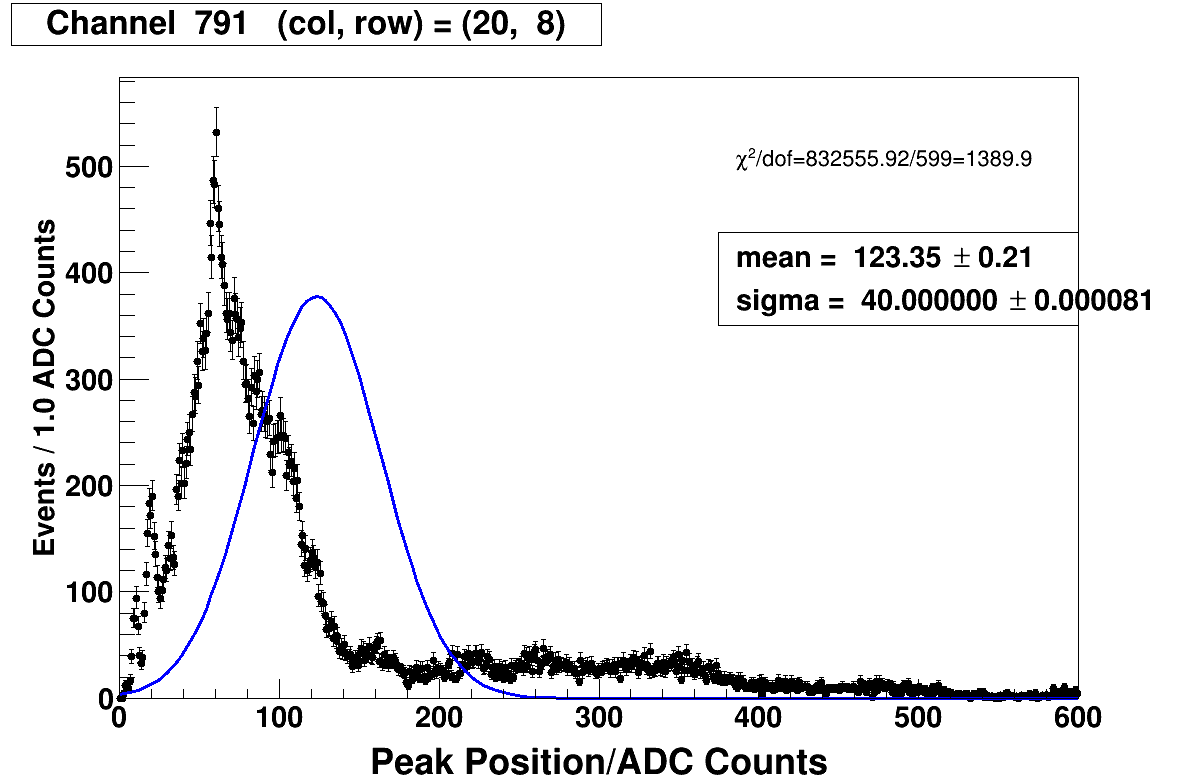 Channel 791 (col, row) = (20, 8)
χ²/dof=832555.92/599=1389.9
mean = 123.35 ± 0.21
sigma = 40.000000 ± 0.000081
Events / 1.0 ADC Counts
500
400
300
200
100
0
0 100 200 300 400 500 600
Peak Position/ADC Counts